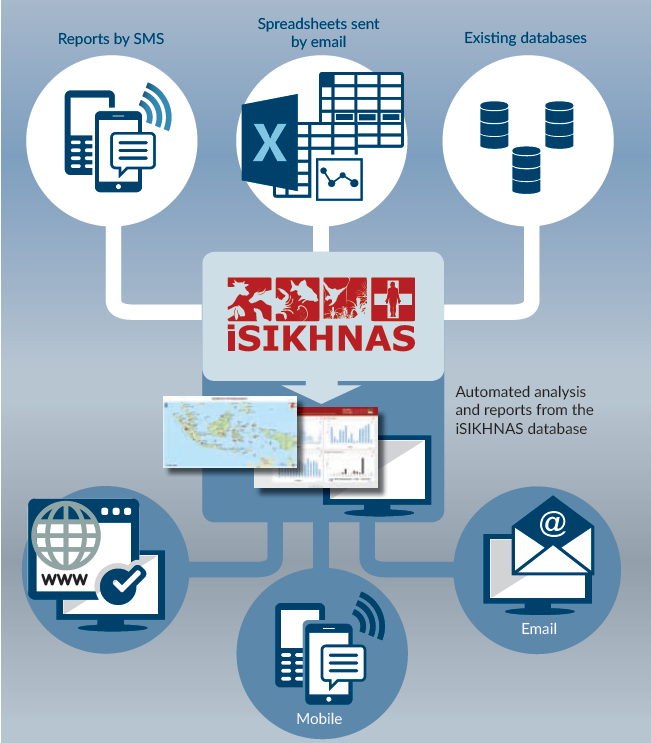 Reports by SMS
Spreadsheets sent
by email
Existing databases
X
iSIKHNAS
Automated analysis
and reports from the
iSIKHNAS database
www
@
Email
Mobile